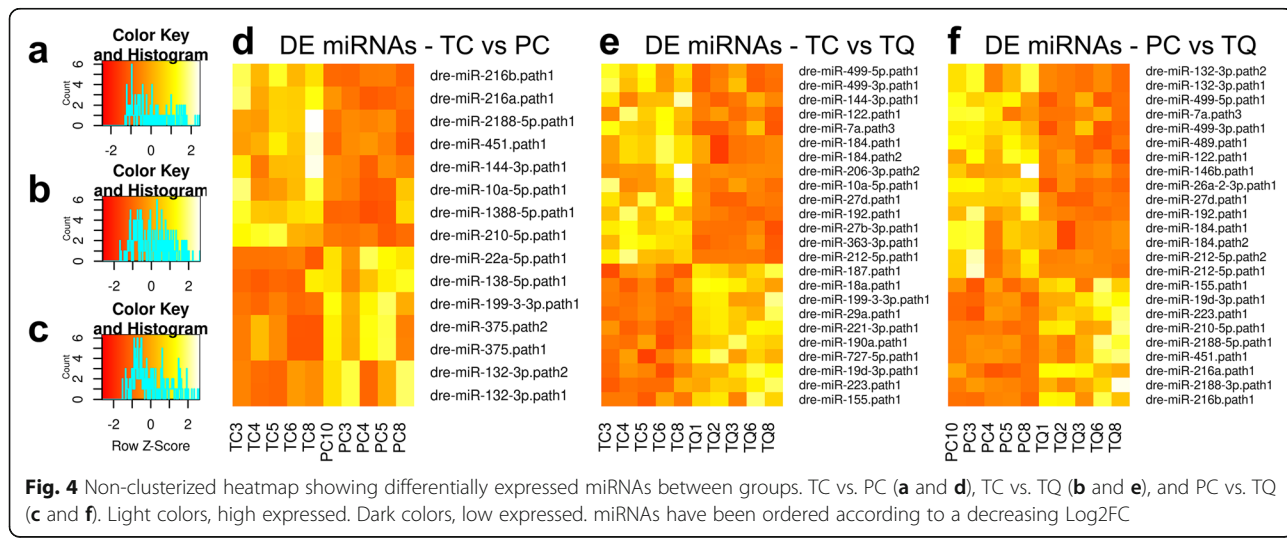 a
Color Key
and Histogram
Count
0 2 4 6
-2 0 2
b
Color Key
and Histogram
Count
0 2 4 6
-2 0 2
c
Color Key
and Histogram
Count
0 2 4 6
-2 0 2
Row Z-Score
d DE miRNAs - TC vs PC
dre-miR-216b.path1
dre-miR-216a.path1
dre-miR-2188-5p.path1
dre-miR-451.path1
dre-miR-144-3p.path1
dre-miR-10a-5p.path1
dre-miR-1388-5p.path1
dre-miR-210-5p.path1
dre-miR-22a-5p.path1
dre-miR-138-5p.path1
dre-miR-199-3-3p.path1
dre-miR-375.path2
dre-miR-375.path1
dre-miR-132-3p.path2
dre-miR-132-3p.path1
TC3 TC4 TC5 TC6 TC8 PC10 PC3 PC4 PC5 PC8
e DE miRNAs - TC vs TQ
dre-miR-499-5p.path1
dre-miR-499-3p.path1
dre-miR-144-3p.path1
dre-miR-122.path1
dre-miR-7a.path3
dre-miR-184.path1
dre-miR-184.path2
dre-miR-206-3p.path2
dre-miR-10a-5p.path1
dre-miR-27d.path1
dre-miR-192.path1
dre-miR-27b-3p.path1
dre-miR-363-3p.path1
dre-miR-212-5p.path1
dre-miR-187.path1
dre-miR-18a.path1
dre-miR-199-3-3p.path1
dre-miR-29a.path1
dre-miR-221-3p.path1
dre-miR-190a.path1
dre-miR-727-5p.path1
dre-miR-19d-3p.path1
dre-miR-223.path1
dre-miR-155.path1
TC3 TC4 TC5 TC6 TC8 TQ1 TQ2 TQ3 TQ6 TQ8
f DE miRNAs - PC vs TQ
dre-miR-132-3p.path2
dre-miR-132-3p.path1
dre-miR-499-5p.path1
dre-miR-7a.path3
dre-miR-499-3p.path1
dre-miR-489.path1
dre-miR-122.path1
dre-miR-146b.path1
dre-miR-26a-2-3p.path1
dre-miR-27d.path1
dre-miR-192.path1
dre-miR-184.path1
dre-miR-184.path2
dre-miR-212-5p.path2
dre-miR-212-5p.path1
dre-miR-155.path1
dre-miR-19d-3p.path1
dre-miR-223.path1
dre-miR-210-5p.path1
dre-miR-2188-5p.path1
dre-miR-451.path1
dre-miR-216a.path1
dre-miR-2188-3p.path1
dre-miR-216b.path1
PC10 PC3 PC4 PC5 PC8 TQ1 TQ2 TQ3 TQ6 TQ8
Fig. 4 Non-clusterized heatmap showing differentially expressed miRNAs between groups. TC vs. PC (a and d), TC vs. TQ (b and e), and PC vs. TQ
(c and f). Light colors, high expressed. Dark colors, low expressed. miRNAs have been ordered according to a decreasing Log2FC